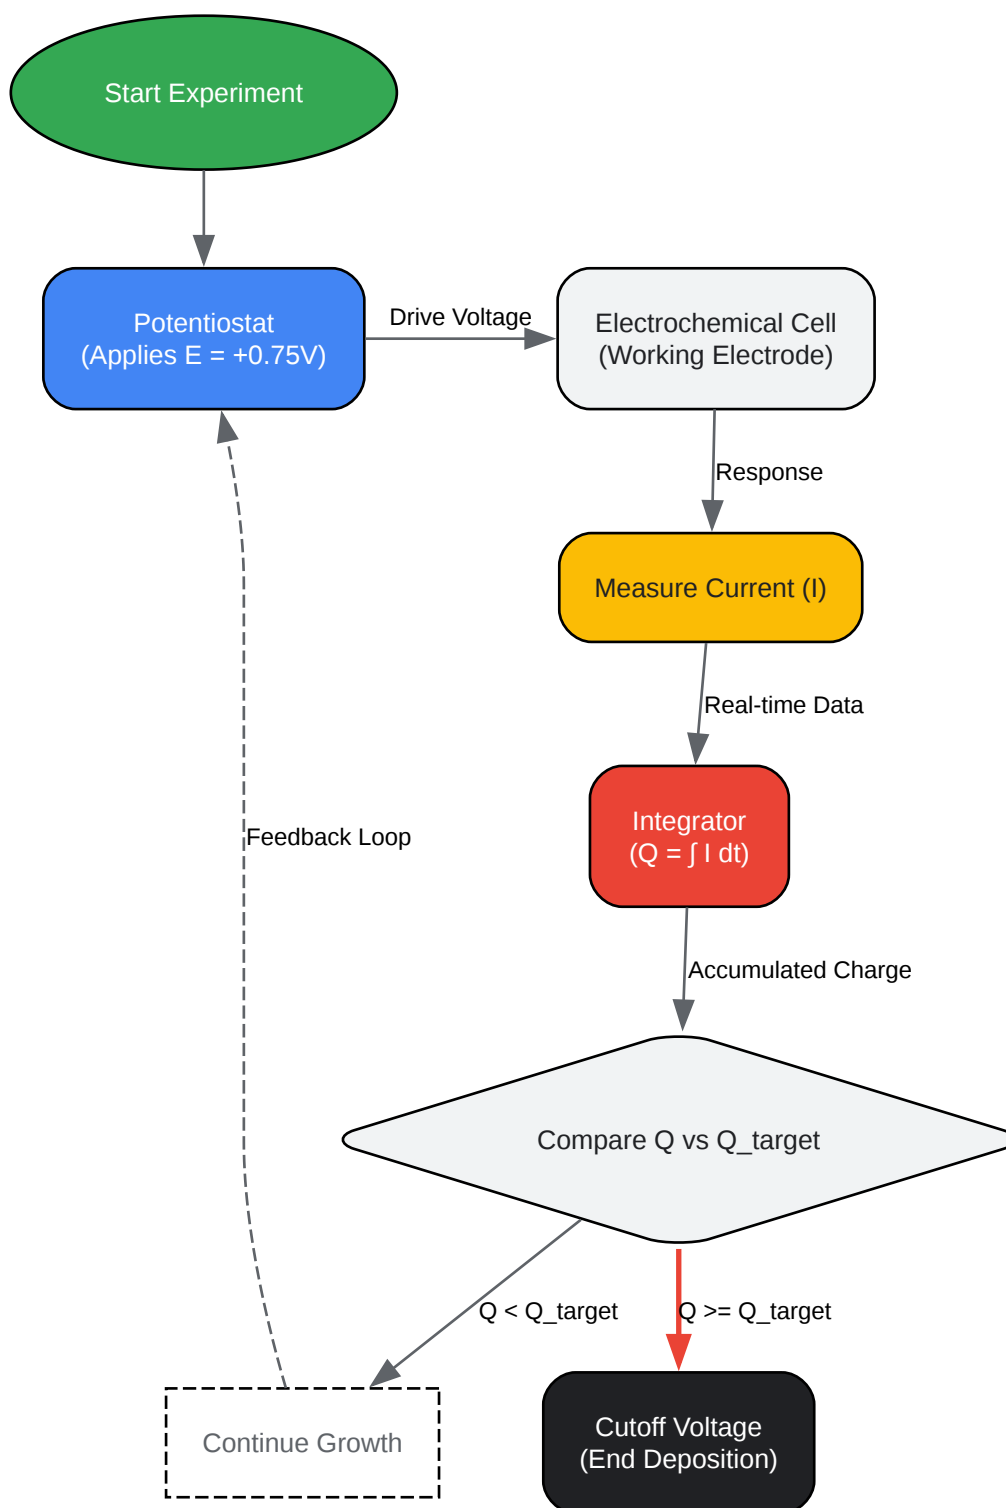 Start Experiment
Potentiostat
(Applies E = +0.75V)
Drive Voltage
Electrochemical Cell
(Working Electrode)
Response
Measure Current (I)
Real-time Data
Integrator
(Q = ∫ I dt)
Feedback Loop
Accumulated Charge
Compare Q vs Q_target
Q < Q_target
Q >= Q_target
Continue Growth
Cutoff Voltage
(End Deposition)